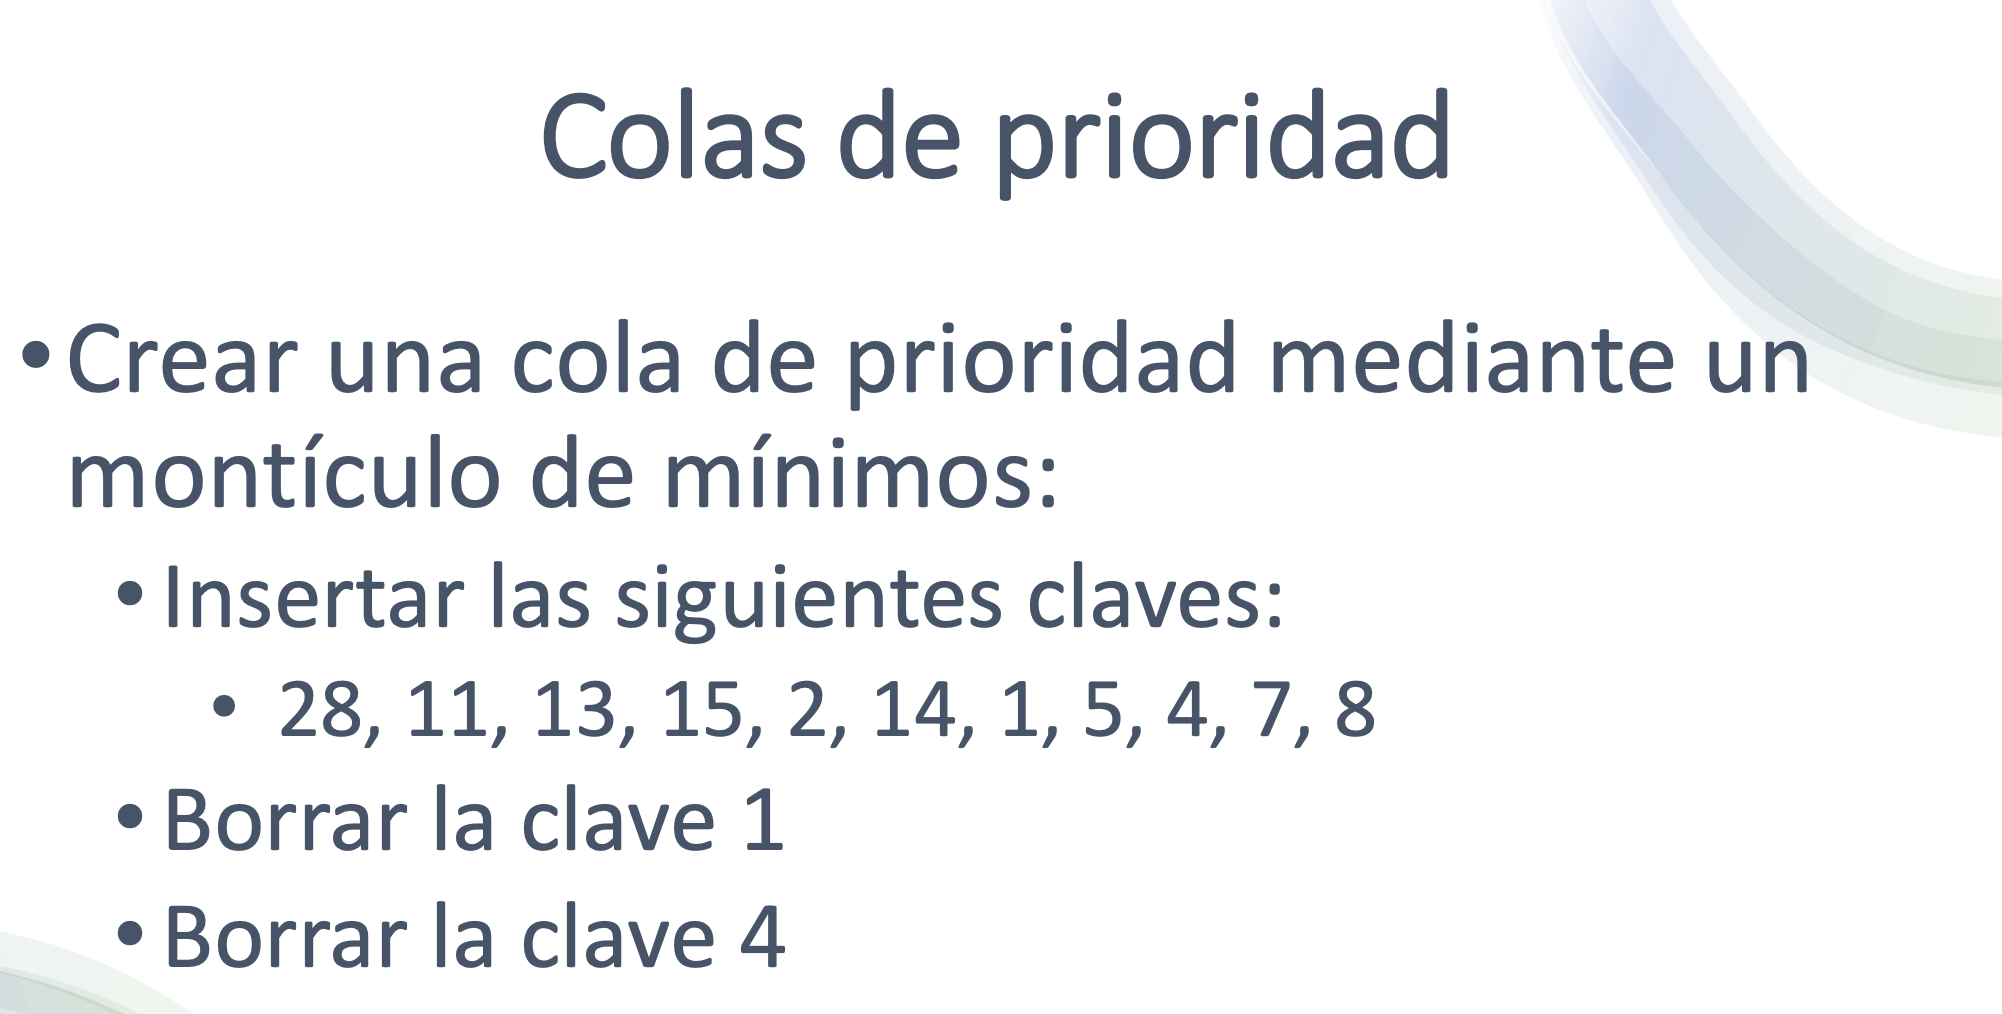 Colas de prioridad
• Crear una cola de prioridad mediante un
montículo de mínimos:
• Insertar las siguientes claves:
• 28, 11, 13, 15, 2, 14, 1, 5, 4, 7, 8
• Borrar la clave 1
• Borrar la clave 4